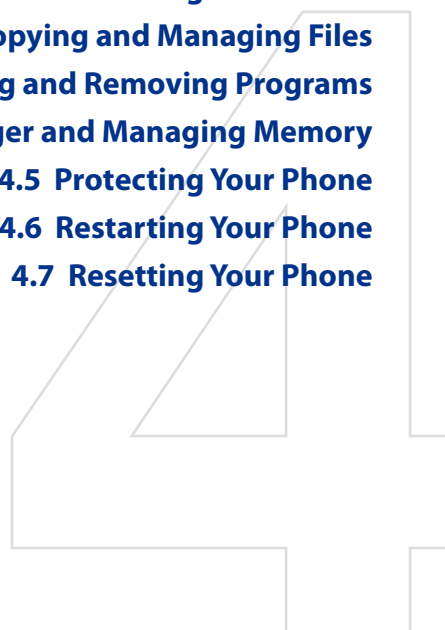 opying and Managing Files
g and Removing Programs
ger and Managing Memory
4.5 Protecting Your Phone
4.6 Restarting Your Phone
4.7 Resetting Your Phone
4